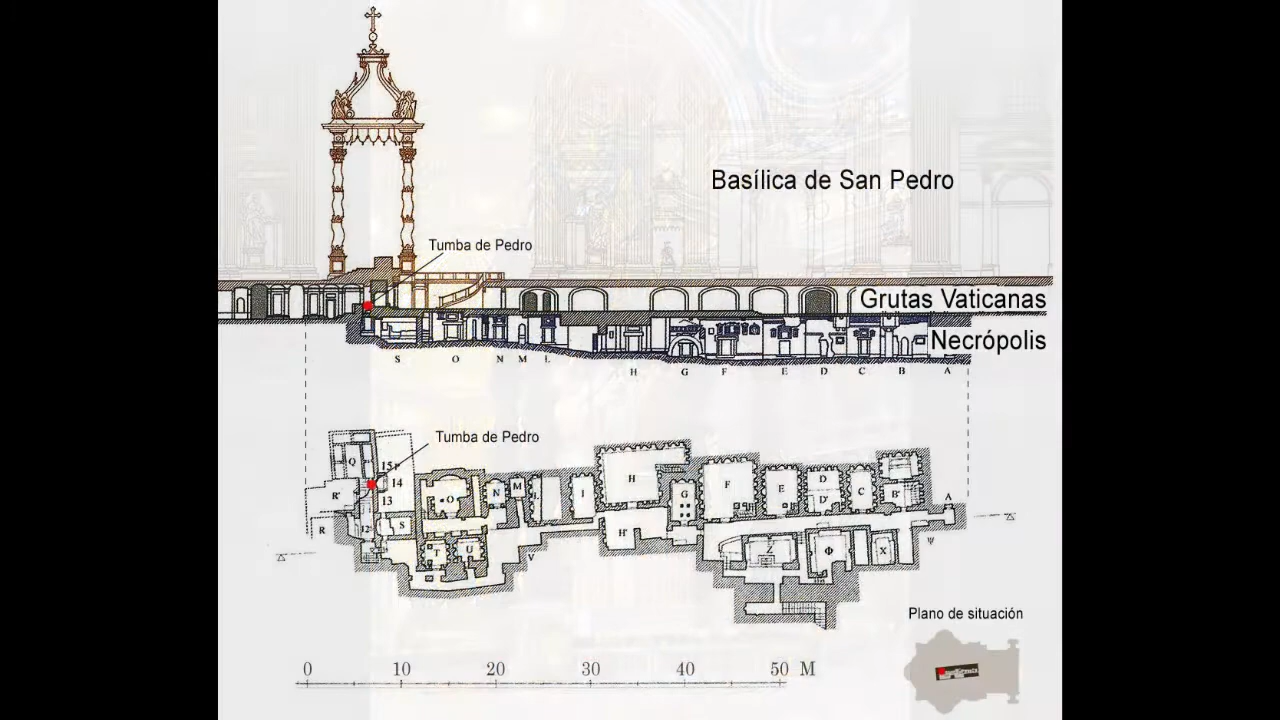 Basílica de San Pedro
Tumba de Pedro
Grutas Vaticanas
Necrópolis
S O N M L H G F E D C B A
Tumba de Pedro
Q 15 P
14
R' 13
R 12 S
O N M L I H G F E D C B' A
D'
H'
T U V Z Φ X Ψ
Plano de situación
0 10 20 30 40 50 M